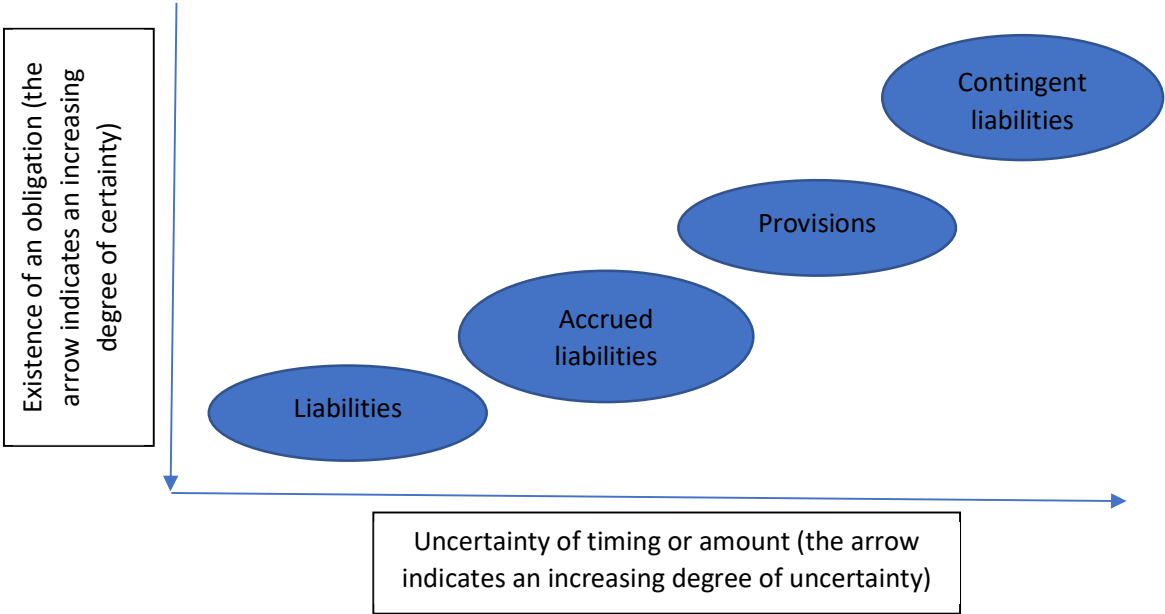 Existence of an obligation (the
arrow indicates an increasing
degree of certainty)
Contingent
liabilities
Provisions
Accrued
liabilities
Liabilities
Uncertainty of timing or amount (the arrow
indicates an increasing degree of uncertainty)